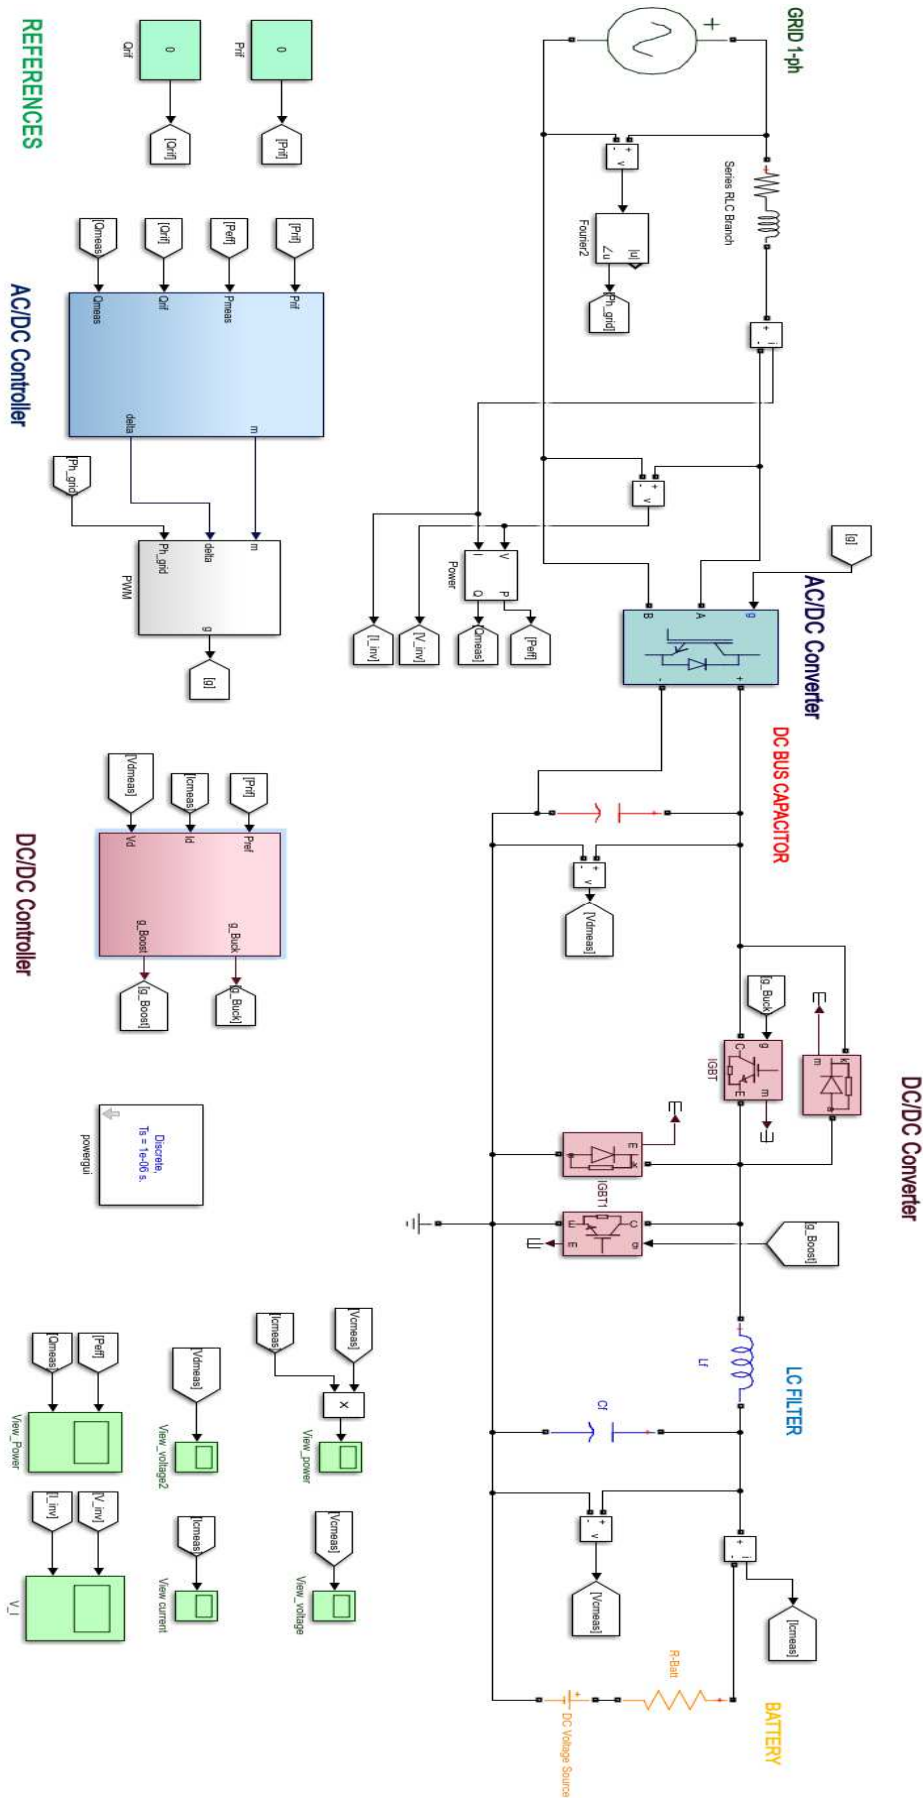 GRID 1-ph
+
Series RLC Branch
+ i
-
+ v
-
|u|
∠u
Fourier2
[Ph_grid]
+ v
-
V P
I Q
Power
[Peff]
[Qmeas]
[V_inv]
[I_inv]
[g]
AC/DC Converter
g
A +
B -
DC BUS CAPACITOR
+
+ v
-
[Vdmeas]
DC/DC Converter
k
m a
[g_Buck]
g m
C E
IGBT
m k
a
IGBT1
C g
E m
[g_Boost]
LC FILTER
+
Lf
+
Cf
+ v
-
[Vcmeas]
+ i
-
[Icmeas]
BATTERY
+
R-Batt
+
DC Voltage Source
REFERENCES
0
Prif
[Prif]
0
Qrif
[Qrif]
[Prif]
[Peff]
[Qrif]
[Qmeas]
Prif
Pmeas m
Qrif
Qmeas delta
AC/DC Controller
[Ph_grid]
m
delta g
Ph_grid
PWM
[g]
[Prif]
[Icmeas]
[Vdmeas]
Pref g_Buck
Id
Vd g_Boost
DC/DC Controller
[g_Buck]
[g_Boost]
Discrete,
Ts = 1e-06 s.
powergui
[Vcmeas]
[Icmeas]
X
View_power
[Vcmeas]
View_voltage
[Vdmeas]
View_voltage2
[Icmeas]
View current
[Peff]
[Qmeas]
View_Power
[V_inv]
[I_inv]
V_I